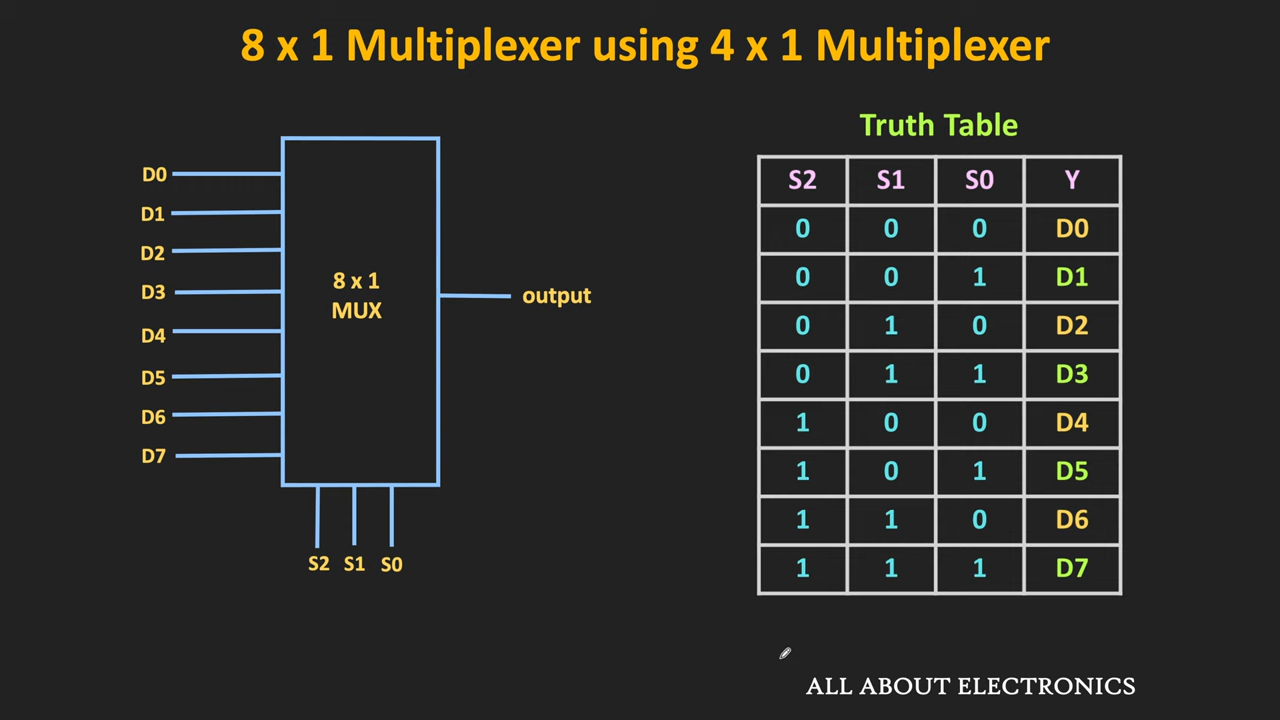 8 x 1 Multiplexer using 4 x 1 Multiplexer
D0
D1
D2
D3
D4
D5
D6
D7
8 x 1
MUX
output
S2 S1 S0
Truth Table
S2 S1 S0 Y
0 0 0 D0
0 0 1 D1
0 1 0 D2
0 1 1 D3
1 0 0 D4
1 0 1 D5
1 1 0 D6
1 1 1 D7
ALL ABOUT ELECTRONICS